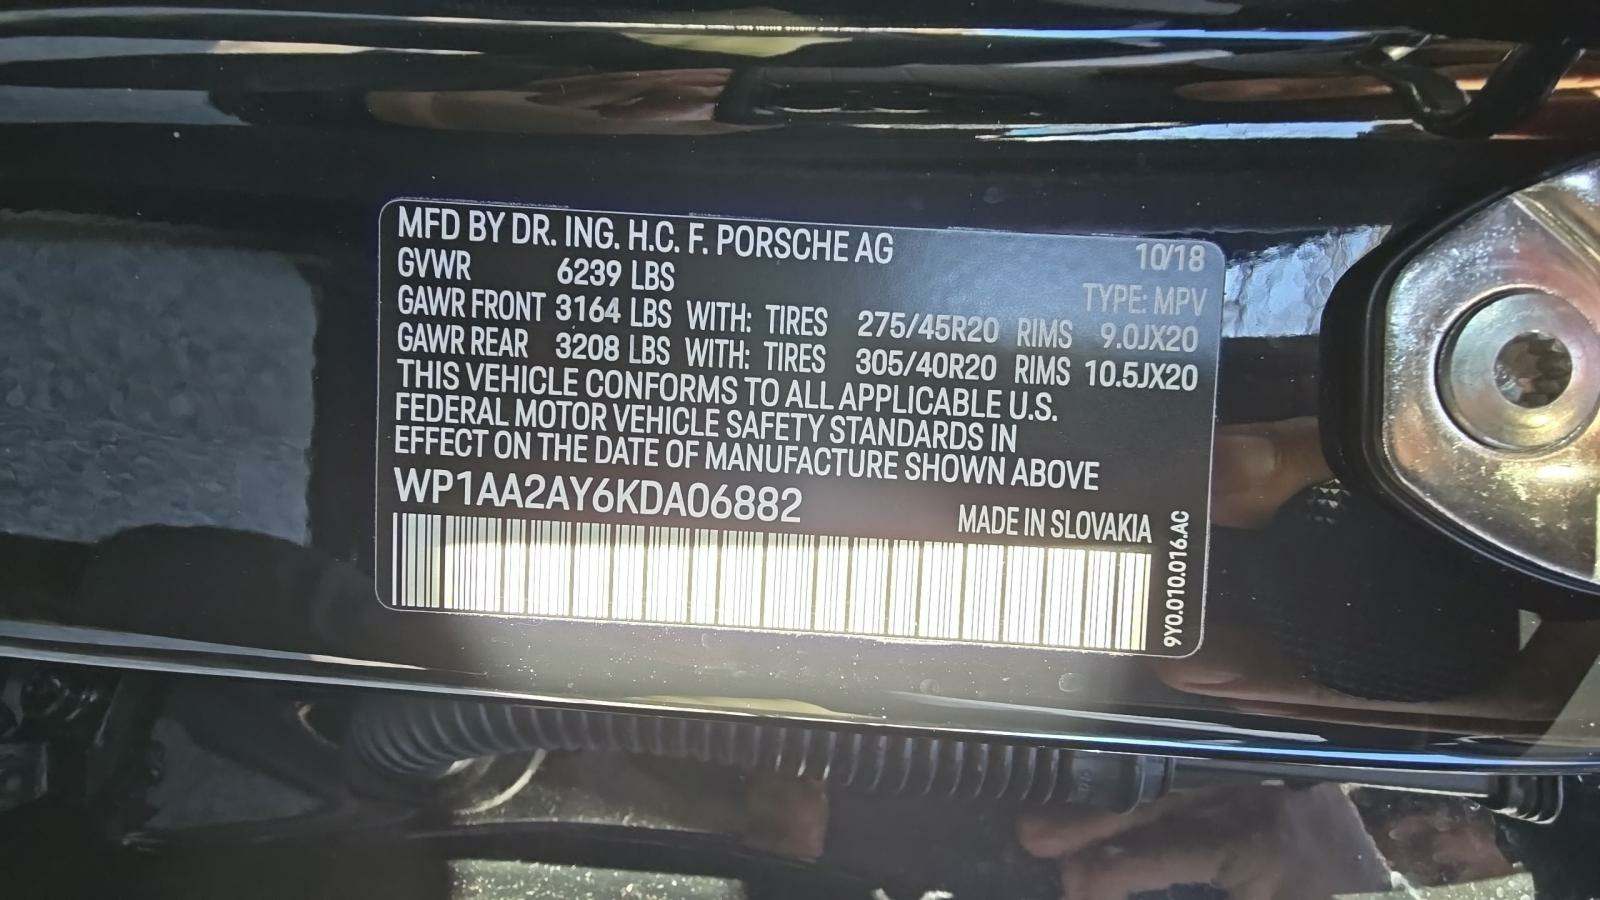 MFD BY DR. ING. H.C. F. PORSCHE AG 10/18
GVWR 6239 LBS TYPE: MPV
GAWR FRONT 3164 LBS WITH: TIRES 275/45R20 RIMS 9.0JX20
GAWR REAR 3208 LBS WITH: TIRES 305/40R20 RIMS 10.5JX20
THIS VEHICLE CONFORMS TO ALL APPLICABLE U.S.
FEDERAL MOTOR VEHICLE SAFETY STANDARDS IN
EFFECT ON THE DATE OF MANUFACTURE SHOWN ABOVE
WP1AA2AY6KDA06882
MADE IN SLOVAKIA
9Y0.010.016.AC